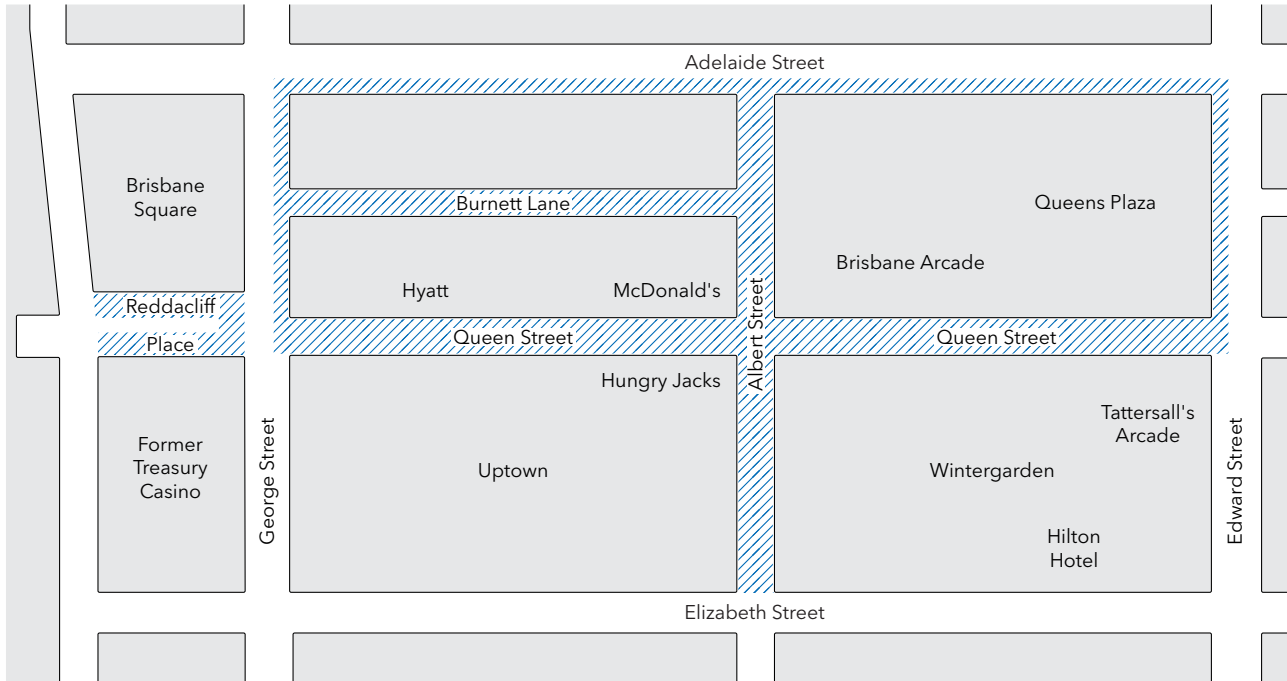 Adelaide Street
Brisbane
Square
Burnett Lane
Queens Plaza
Brisbane Arcade
Hyatt
McDonald's
Reddacliff
Place
Queen Street
Albert Street
Queen Street
Hungry Jacks
Former
Treasury
Casino
George Street
Uptown
Wintergarden
Tattersall's
Arcade
Hilton
Hotel
Edward Street
Elizabeth Street